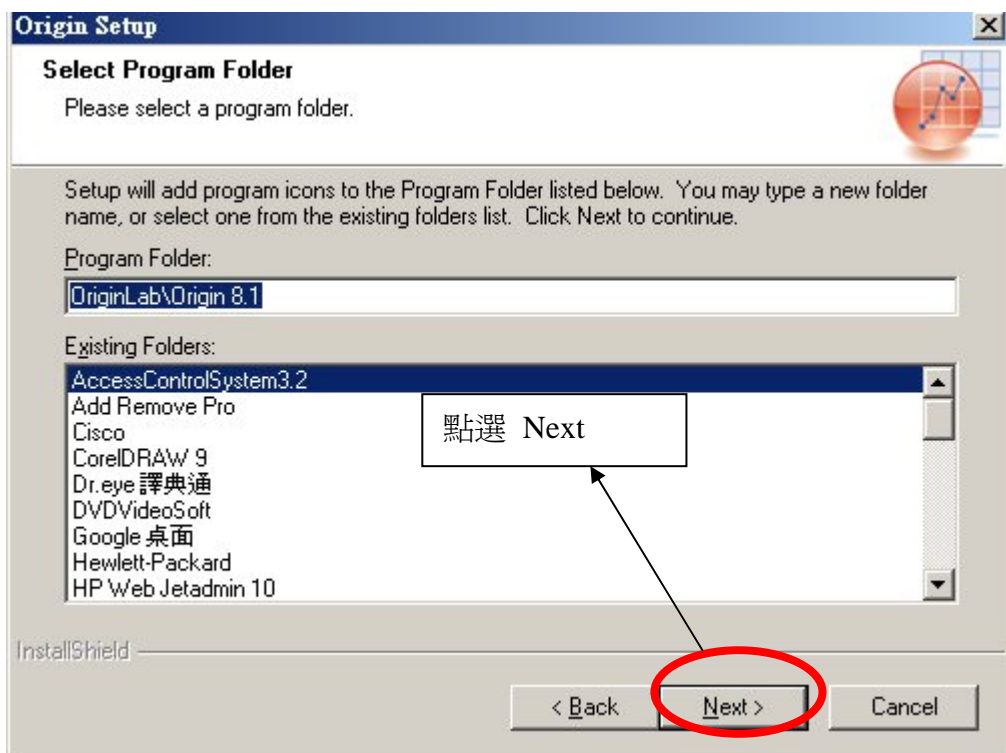 Origin Setup
Select Program Folder
Please select a program folder.
Setup will add program icons to the Program Folder listed below.  You may type a new folder
name, or select one from the existing folders list.  Click Next to continue.
Program Folder:
OriginLab\Origin 8.1
Existing Folders:
AccessControlSystem3.2
Add Remove Pro
Cisco
CorelDRAW 9
Dr.eye 譯典通
DVDVideoSoft
Google 桌面
Hewlett-Packard
HP Web Jetadmin 10
點選 Next
InstallShield
< Back
Next >
Cancel